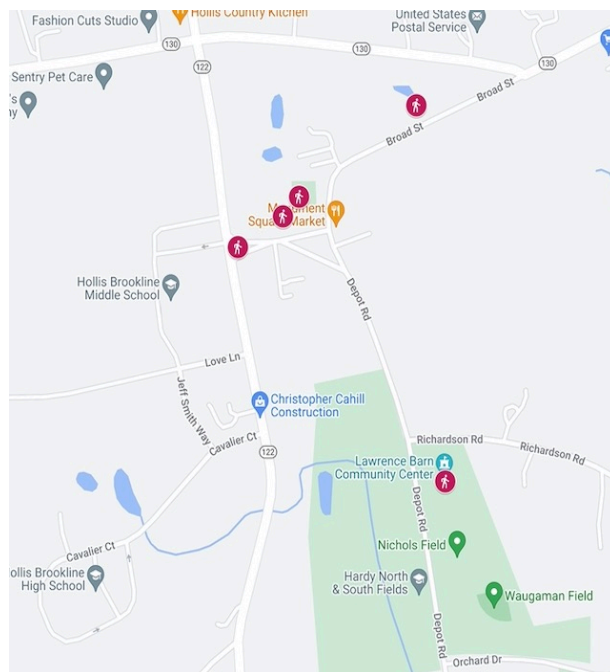 Hollis Country Kitchen
Fashion Cuts Studio
United States
Postal Service
130
130
130
122
Sentry Pet Care
's
ny
Broad St
Broad St
Monument
Square Market
Hollis Brookline
Middle School
Depot Rd
Love Ln
Jeff Smith Way
Christopher Cahill
Construction
Cavalier Ct
122
Richardson Rd
Richardson Rd
Lawrence Barn
Community Center
Depot Rd
Nichols Field
Cavalier Ct
ollis Brookline
High School
Hardy North
& South Fields
Waugaman Field
Depot Rd
Orchard Dr